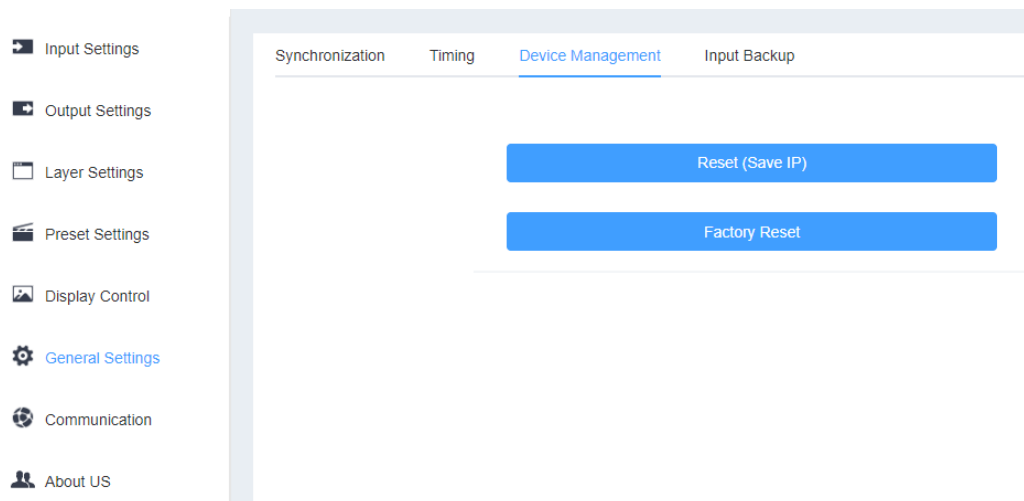 Input Settings
Output Settings
Layer Settings
Preset Settings
Display Control
General Settings
Communication
About US
Synchronization Timing Device Management Input Backup
Reset (Save IP)
Factory Reset